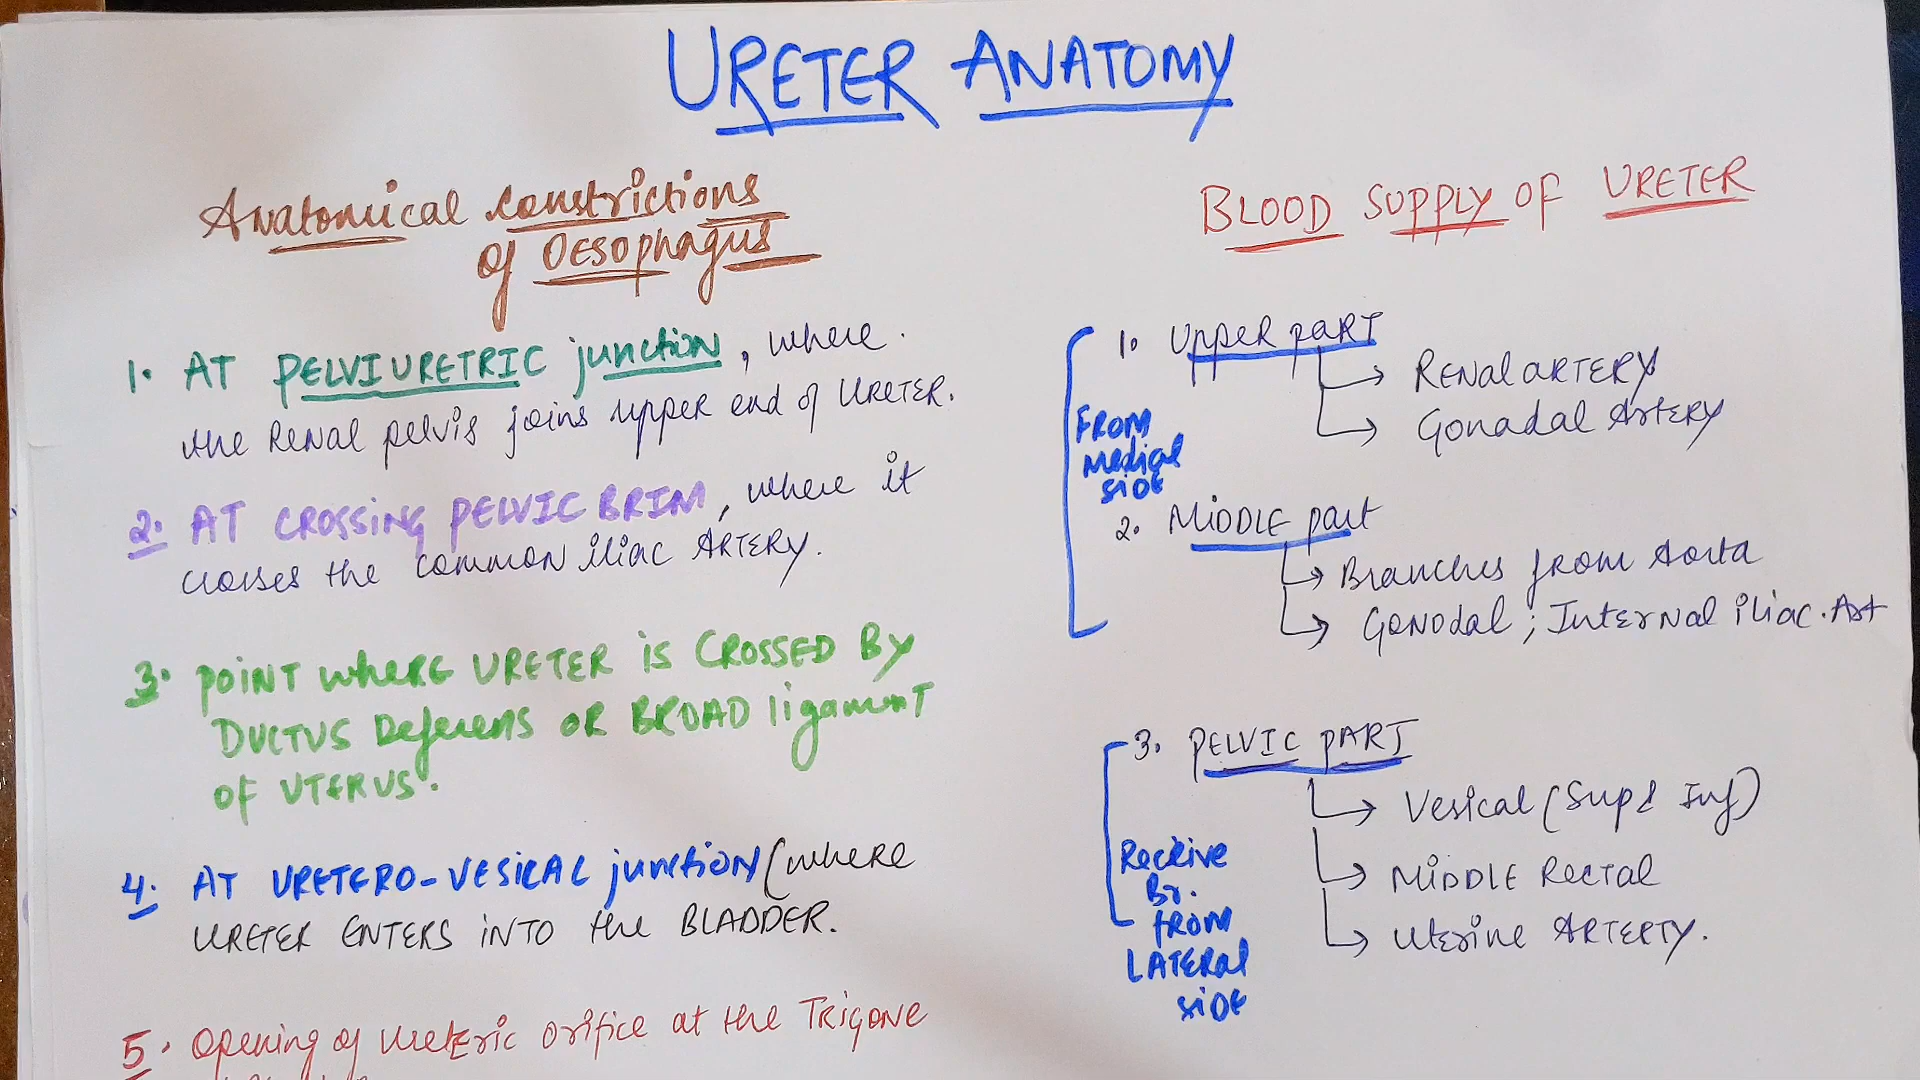 URETER ANATOMY
Anatomical constrictions
of OESOPHAGUS
1. AT PELVIURETRIC junction, where
the RENAL pelvis joins upper end of URETER.
2. AT CROSSING PELVIC BRIM, where it
crosses the common iliac ARTERY.
3. POINT where URETER is CROSSED By
DUCTUS Deferens OR BROAD ligament
OF UTERUS.
4. AT URETERO-VESICAL junction (where
URETER ENTERS INTO the BLADDER.
5. Opening of ureteric orifice at the TRIGONE
BLOOD SUPPLY OF URETER
1. Upper part
RENal ARTERY
Gonadal Artery
FROM
Medial
SIDE
2. MIDDLE part
Branches from Aorta
Gonodal; Internal iliac. Art
3. PELVIC PART
Vesical (Sup & Inf)
MIDDLE Rectal
Uterine ARTERTY.
Receive
Br.
FROM
LATERAL
SIDE